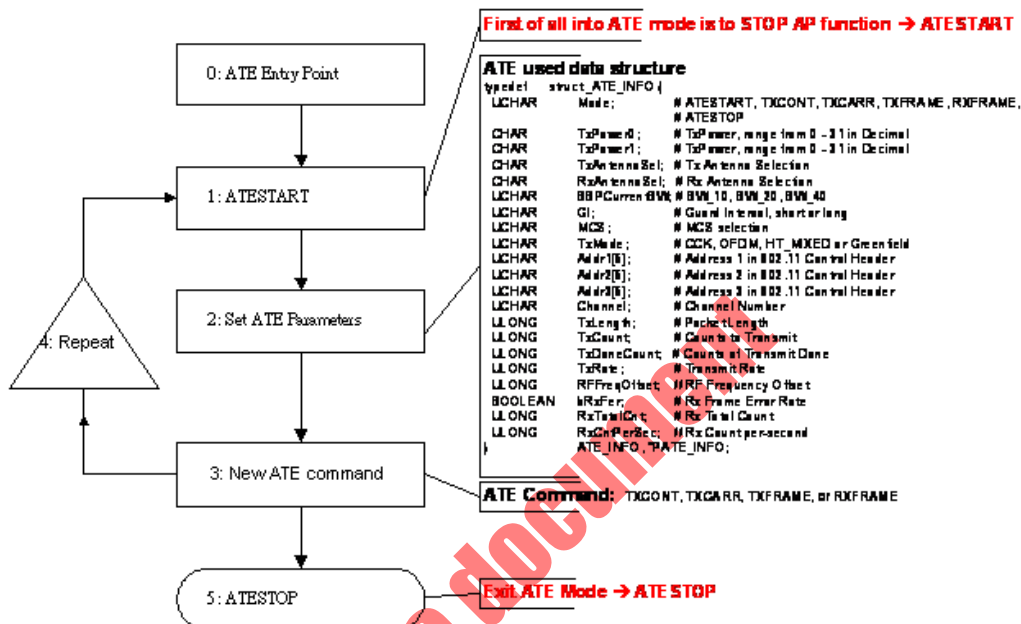 First of all into ATE mode is to STOP AP function → ATESTART
0: ATE Entry Point
1: ATESTART
2: Set ATE Parameters
4: Repeat
3: New ATE command
5: ATESTOP
ATE used data structure
typedef struct_ATE_INFO {
UCHAR Mode; # ATESTART, TXCONT, TXCARR, TXFRAME, RXFRAME,
# ATESTOP
CHAR TxPower0; # TxPower, range from 0 ~ 31 in Decimal
CHAR TxPower1; # TxPower, range from 0 ~ 31 in Decimal
CHAR TxAntennaSel; # Tx Antenna Selection
CHAR RxAntennaSel; # Rx Antenna Selection
UCHAR BBPCurrentBW; # BW_10, BW_20, BW_40
UCHAR GI; # Guard Interval, short or long
UCHAR MCS; # MCS selection
UCHAR TxMode; # CCK, OFDM, HT_MIXED or Greenfield
UCHAR Addr1[6]; # Address 1 in 802.11 Control Header
UCHAR Addr2[6]; # Address 2 in 802.11 Control Header
UCHAR Addr3[6]; # Address 3 in 802.11 Control Header
UCHAR Channel; # Channel Number
ULONG TxLength; # Packet Length
ULONG TxCount; # Counts to Transmit
ULONG TxDoneCount; # Counts of Transmit Done
ULONG TxRate; # Transmit Rate
ULONG RFFreqOffset; # RF Frequency Offset
BOOLEAN bRxFer; # Rx Frame Error Rate
ULONG RxTotalCnt; # Rx Total Count
ULONG RxCntPerSec; # Rx Count per-second
} ATE_INFO, *PATE_INFO;
ATE Command: TXCONT, TXCARR, TXFRAME, or RXFRAME
Exit ATE Mode → ATESTOP
document